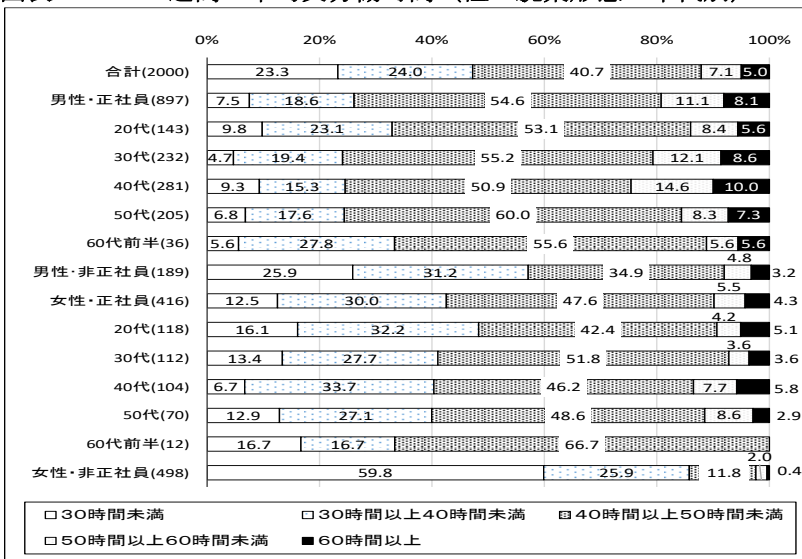 0% 20% 40% 60% 80% 100%
合計(2000) 23.3 24.0 40.7 7.1 5.0
男性・正社員(897) 7.5 18.6 54.6 11.1 8.1
20代(143) 9.8 23.1 53.1 8.4 5.6
30代(232) 4.7 19.4 55.2 12.1 8.6
40代(281) 9.3 15.3 50.9 14.6 10.0
50代(205) 6.8 17.6 60.0 8.3 7.3
60代前半(36) 5.6 27.8 55.6 5.6 5.6
男性・非正社員(189) 25.9 31.2 34.9 4.8 3.2
女性・正社員(416) 12.5 30.0 47.6 5.5 4.3
20代(118) 16.1 32.2 42.4 4.2 5.1
30代(112) 13.4 27.7 51.8 3.6 3.6
40代(104) 6.7 33.7 46.2 7.7 5.8
50代(70) 12.9 27.1 48.6 8.6 2.9
60代前半(12) 16.7 16.7 66.7
女性・非正社員(498) 59.8 25.9 11.8 2.0 0.4
30時間未満 30時間以上40時間未満 40時間以上50時間未満
50時間以上60時間未満 60時間以上